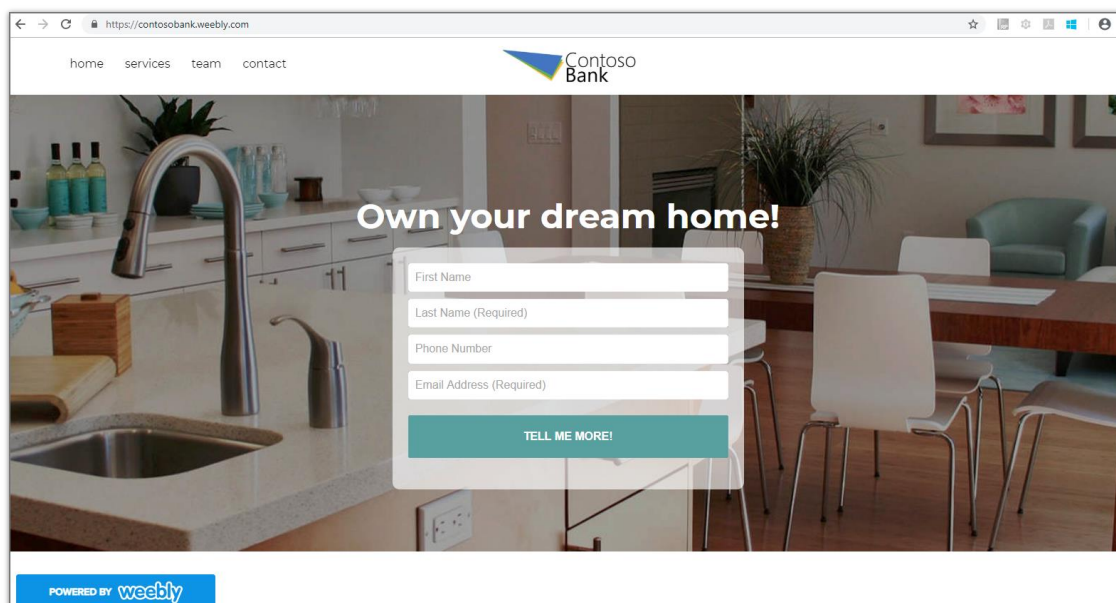 https://contosobank.weebly.com
home services team contact
Contoso
Bank
Own your dream home!
First Name
Last Name (Required)
Phone Number
Email Address (Required)
TELL ME MORE!
POWERED BY weebly